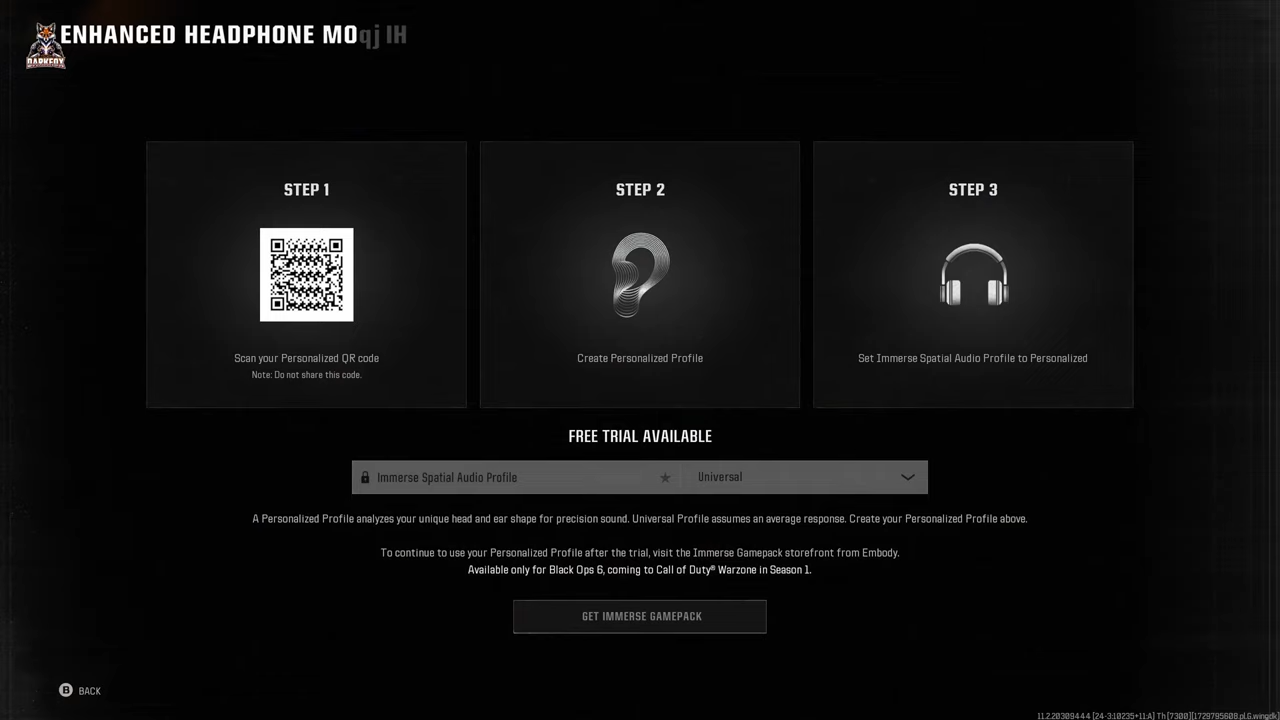 ENHANCED HEADPHONE MOqj IH
DARKFOX
STEP 1
STEP 2
STEP 3
Scan your Personalized QR code
Note: Do not share this code.
Create Personalized Profile
Set Immerse Spatial Audio Profile to Personalized
FREE TRIAL AVAILABLE
Immerse Spatial Audio Profile
Universal
A Personalized Profile analyzes your unique head and ear shape for precision sound. Universal Profile assumes an average response. Create your Personalized Profile above.
To continue to use your Personalized Profile after the trial, visit the Immerse Gamepack storefront from Embody.
Available only for Black Ops 6, coming to Call of Duty® Warzone in Season 1.
GET IMMERSE GAMEPACK
B BACK